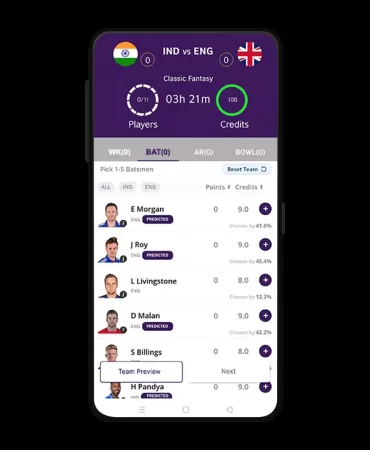 IND vs ENG
0
0
Classic Fantasy
0/11
03h 21m
100
Players
Credits
WK(0)
BAT(0)
AR(0)
BOWL(0)
Pick 1-5 Batsmen
Reset Team
ALL
IND
ENG
Points
Credits
E Morgan
0
9.0
+
ENG
PREDICTED
Chosen by 41.6%
J Roy
0
9.0
+
ENG
PREDICTED
Chosen by 45.4%
L Livingstone
0
8.0
+
ENG
Chosen by 12.3%
D Malan
0
9.0
+
ENG
PREDICTED
Chosen by 42.2%
S Billings
0
8.0
+
Team Preview
Next
H Pandya
0
9.0
+
PREDICTED